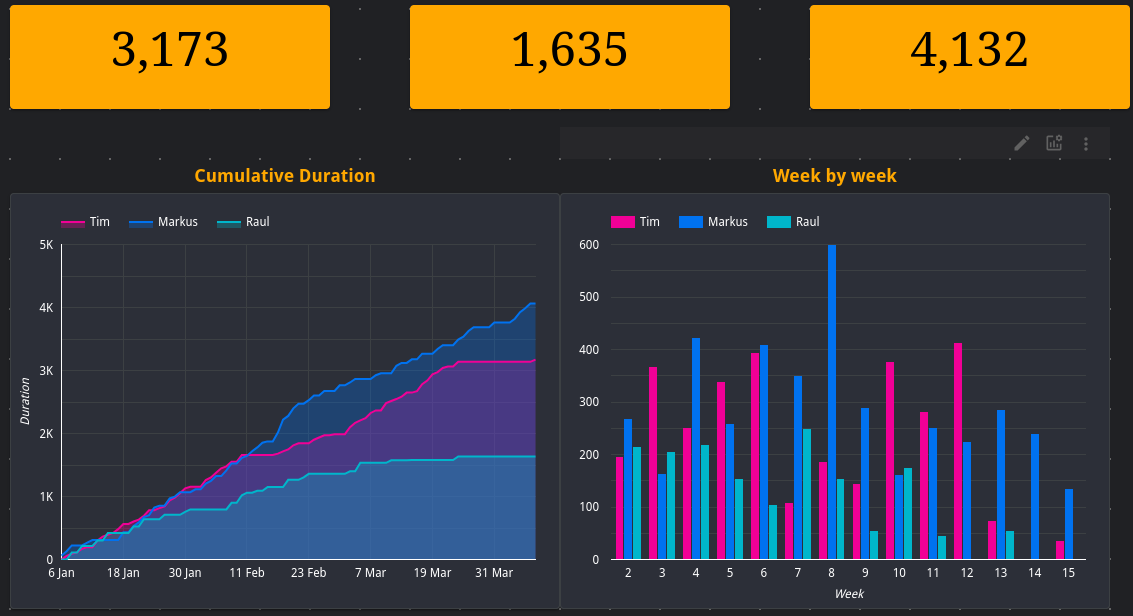 3,173 1,635 4,132
Cumulative Duration
Tim Markus Raul
5K
4K
3K
2K
1K
0
Duration
6 Jan 18 Jan 30 Jan 11 Feb 23 Feb 7 Mar 19 Mar 31 Mar
Week by week
Tim Markus Raul
600
500
400
300
200
100
0
2 3 4 5 6 7 8 9 10 11 12 13 14 15
Week